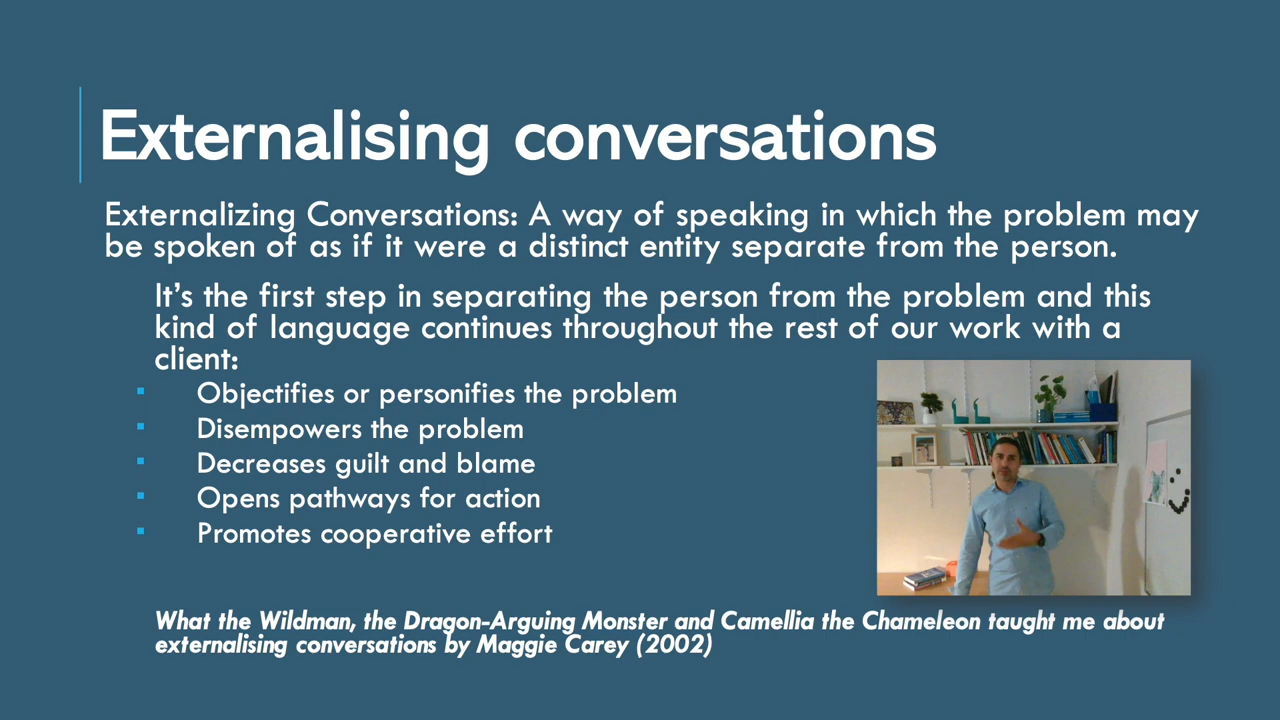 Externalising conversations
Externalizing Conversations: A way of speaking in which the problem may
be spoken of as if it were a distinct entity separate from the person.
It's the first step in separating the person from the problem and this
kind of language continues throughout the rest of our work with a
client:
Objectifies or personifies the problem
Disempowers the problem
Decreases guilt and blame
Opens pathways for action
Promotes cooperative effort
What the Wildman, the Dragon-Arguing Monster and Camellia the Chameleon taught me about
externalising conversations by Maggie Carey (2002)